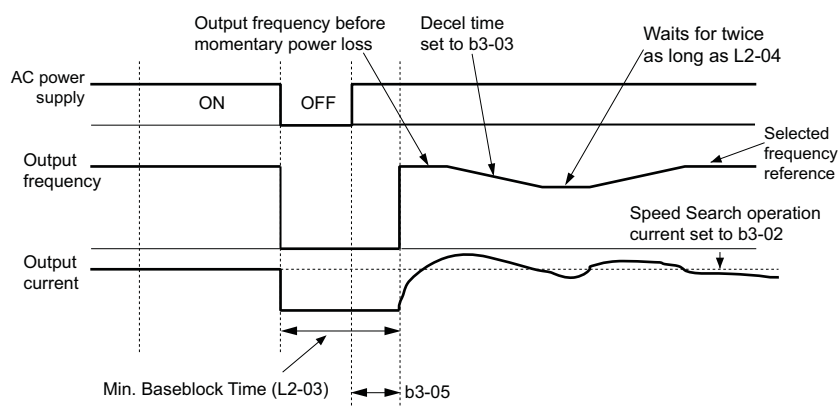 Output frequency before
momentary power loss
Decel time
set to b3-03
Waits for twice
as long as L2-04
AC power
supply
ON
OFF
Output
frequency
Selected
frequency
reference
Speed Search operation
current set to b3-02
Output
current
Min. Baseblock Time (L2-03)
b3-05